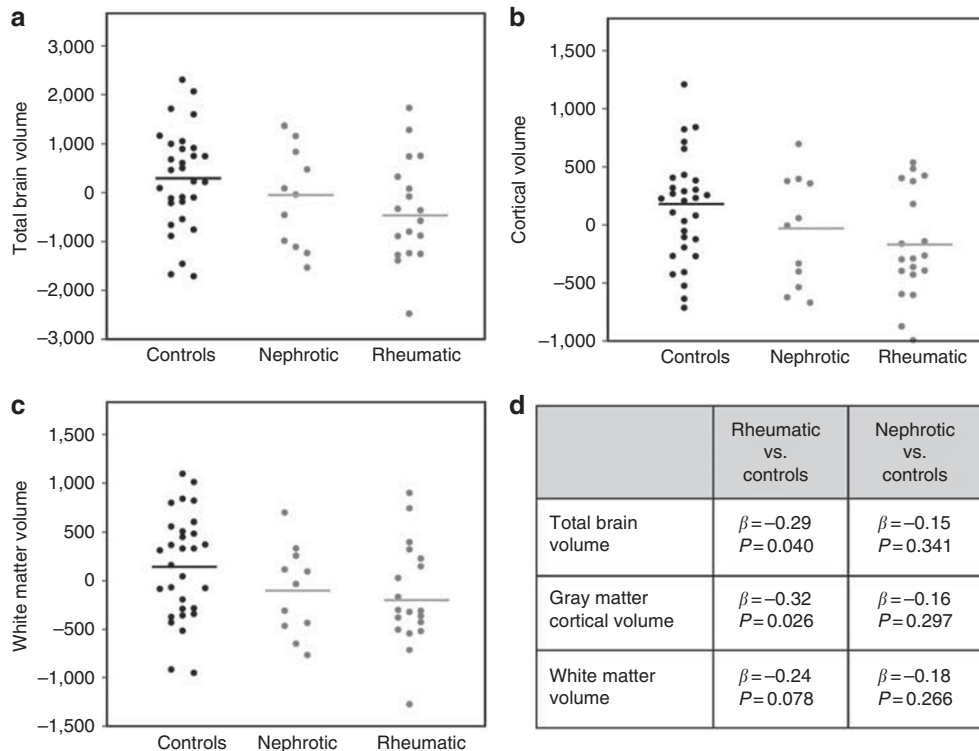 a
3,000
2,000
1,000
0
–1,000
–2,000
–3,000
Total brain volume
Controls Nephrotic Rheumatic
b
1,500
1,000
500
0
–500
–1,000
Cortical volume
Controls Nephrotic Rheumatic
c
1,500
1,000
500
0
–500
–1,000
–1,500
White matter volume
Controls Nephrotic Rheumatic
d
Rheumatic
vs.
controls
Nephrotic
vs.
controls
Total brain
volume
β=–0.29
P=0.040
β=–0.15
P=0.341
Gray matter
cortical volume
β=–0.32
P=0.026
β=–0.16
P=0.297
White matter
volume
β=–0.24
P=0.078
β=–0.18
P=0.266